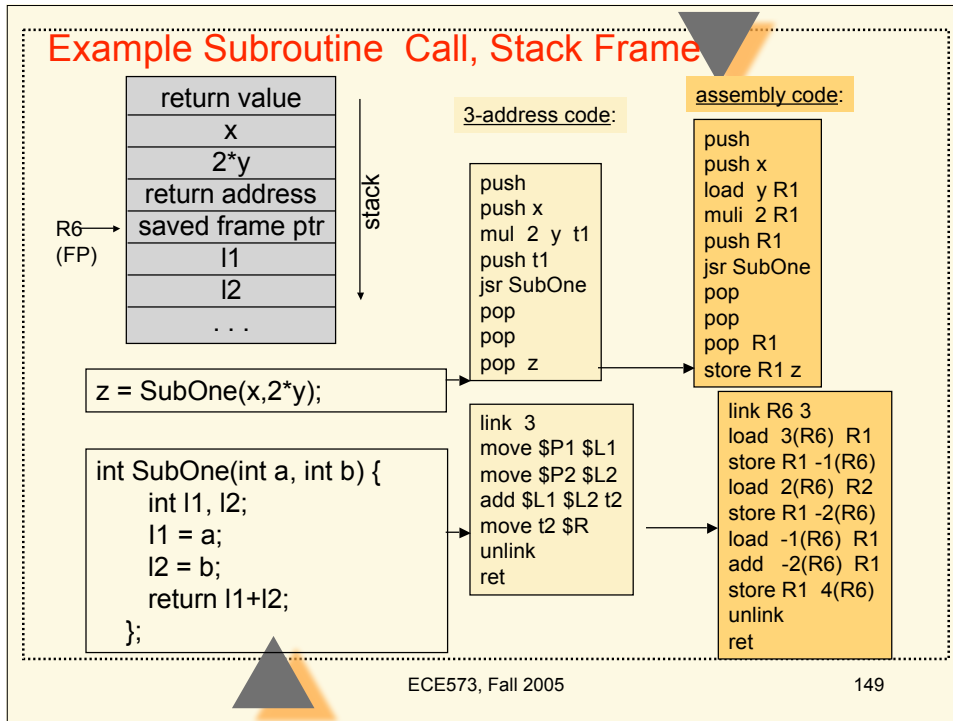 Example Subroutine Call, Stack Frame
return value
x
2*y
return address
saved frame ptr
l1
l2
. . .
R6
(FP)
stack
3-address code:
push
push x
mul 2 y t1
push t1
jsr SubOne
pop
pop
pop z
assembly code:
push
push x
load y R1
muli 2 R1
push R1
jsr SubOne
pop
pop
pop R1
store R1 z
z = SubOne(x,2*y);
int SubOne(int a, int b) {
int l1, l2;
l1 = a;
l2 = b;
return l1+l2;
};
link 3
move $P1 $L1
move $P2 $L2
add $L1 $L2 t2
move t2 $R
unlink
ret
link R6 3
load 3(R6) R1
store R1 -1(R6)
load 2(R6) R2
store R1 -2(R6)
load -1(R6) R1
add -2(R6) R1
store R1 4(R6)
unlink
ret
ECE573, Fall 2005
149